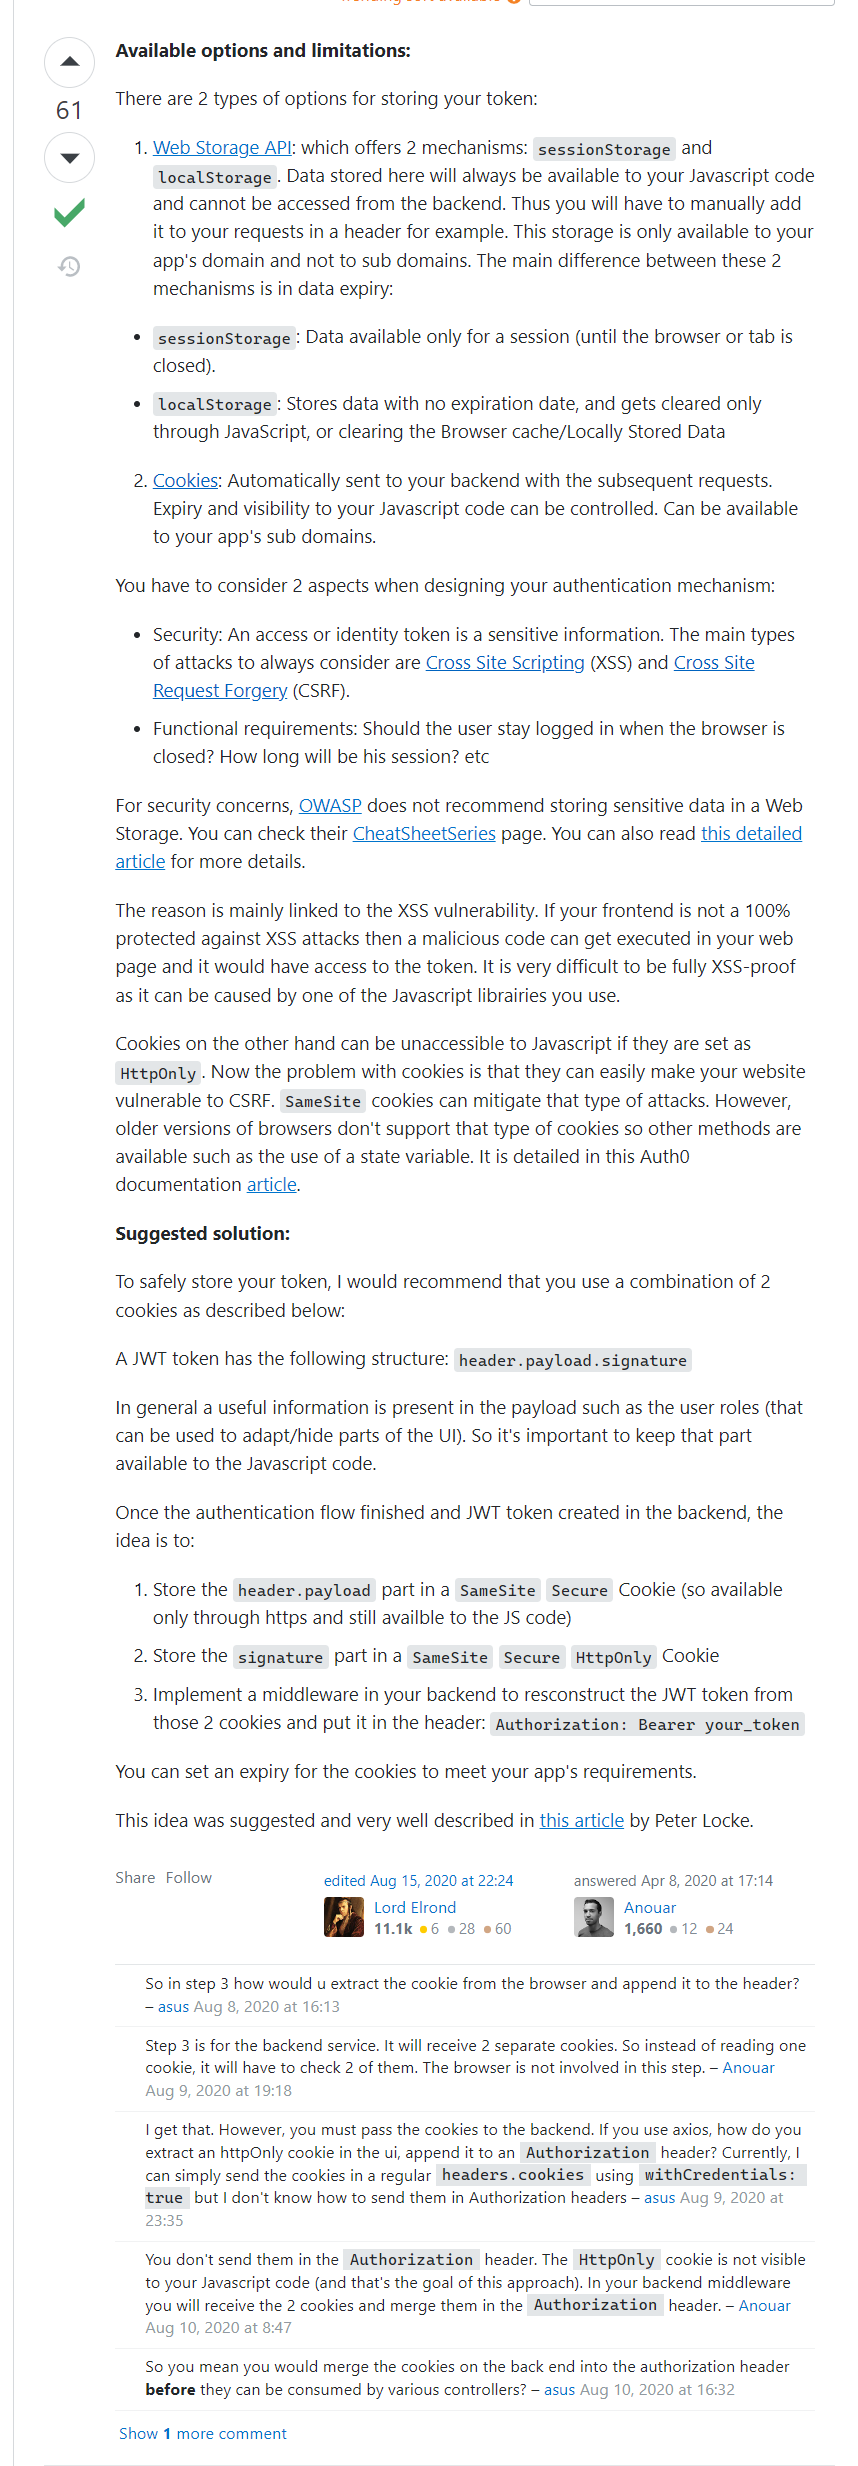 Trending sort available
Available options and limitations:
61
There are 2 types of options for storing your token:
1. Web Storage API: which offers 2 mechanisms: sessionStorage and
localStorage. Data stored here will always be available to your Javascript code
and cannot be accessed from the backend. Thus you will have to manually add
it to your requests in a header for example. This storage is only available to your
app's domain and not to sub domains. The main difference between these 2
mechanisms is in data expiry:
• sessionStorage: Data available only for a session (until the browser or tab is
closed).
• localStorage: Stores data with no expiration date, and gets cleared only
through JavaScript, or clearing the Browser cache/Locally Stored Data
2. Cookies: Automatically sent to your backend with the subsequent requests.
Expiry and visibility to your Javascript code can be controlled. Can be available
to your app's sub domains.
You have to consider 2 aspects when designing your authentication mechanism:
• Security: An access or identity token is a sensitive information. The main types
of attacks to always consider are Cross Site Scripting (XSS) and Cross Site
Request Forgery (CSRF).
• Functional requirements: Should the user stay logged in when the browser is
closed? How long will be his session? etc
For security concerns, OWASP does not recommend storing sensitive data in a Web
Storage. You can check their CheatSheetSeries page. You can also read this detailed
article for more details.
The reason is mainly linked to the XSS vulnerability. If your frontend is not a 100%
protected against XSS attacks then a malicious code can get executed in your web
page and it would have access to the token. It is very difficult to be fully XSS-proof
as it can be caused by one of the Javascript librairies you use.
Cookies on the other hand can be unaccessible to Javascript if they are set as
HttpOnly. Now the problem with cookies is that they can easily make your website
vulnerable to CSRF. SameSite cookies can mitigate that type of attacks. However,
older versions of browsers don't support that type of cookies so other methods are
available such as the use of a state variable. It is detailed in this Auth0
documentation article.
Suggested solution:
To safely store your token, I would recommend that you use a combination of 2
cookies as described below:
A JWT token has the following structure: header.payload.signature
In general a useful information is present in the payload such as the user roles (that
can be used to adapt/hide parts of the UI). So it's important to keep that part
available to the Javascript code.
Once the authentication flow finished and JWT token created in the backend, the
idea is to:
1. Store the header.payload part in a SameSite Secure Cookie (so available
only through https and still availble to the JS code)
2. Store the signature part in a SameSite Secure HttpOnly Cookie
3. Implement a middleware in your backend to resconstruct the JWT token from
those 2 cookies and put it in the header: Authorization: Bearer your_token
You can set an expiry for the cookies to meet your app's requirements.
This idea was suggested and very well described in this article by Peter Locke.
Share Follow
edited Aug 15, 2020 at 22:24
Lord Elrond
11.1k ● 6 ● 28 ● 60
answered Apr 8, 2020 at 17:14
Anouar
1,660 ● 12 ● 24
So in step 3 how would u extract the cookie from the browser and append it to the header?
– asus Aug 8, 2020 at 16:13
Step 3 is for the backend service. It will receive 2 separate cookies. So instead of reading one
cookie, it will have to check 2 of them. The browser is not involved in this step. – Anouar
Aug 9, 2020 at 19:18
I get that. However, you must pass the cookies to the backend. If you use axios, how do you
extract an httpOnly cookie in the ui, append it to an Authorization header? Currently, I
can simply send the cookies in a regular headers.cookies using withCredentials:
true but I don't know how to send them in Authorization headers – asus Aug 9, 2020 at
23:35
You don't send them in the Authorization header. The HttpOnly cookie is not visible
to your Javascript code (and that's the goal of this approach). In your backend middleware
you will receive the 2 cookies and merge them in the Authorization header. – Anouar
Aug 10, 2020 at 8:47
So you mean you would merge the cookies on the back end into the authorization header
before they can be consumed by various controllers? – asus Aug 10, 2020 at 16:32
Show 1 more comment